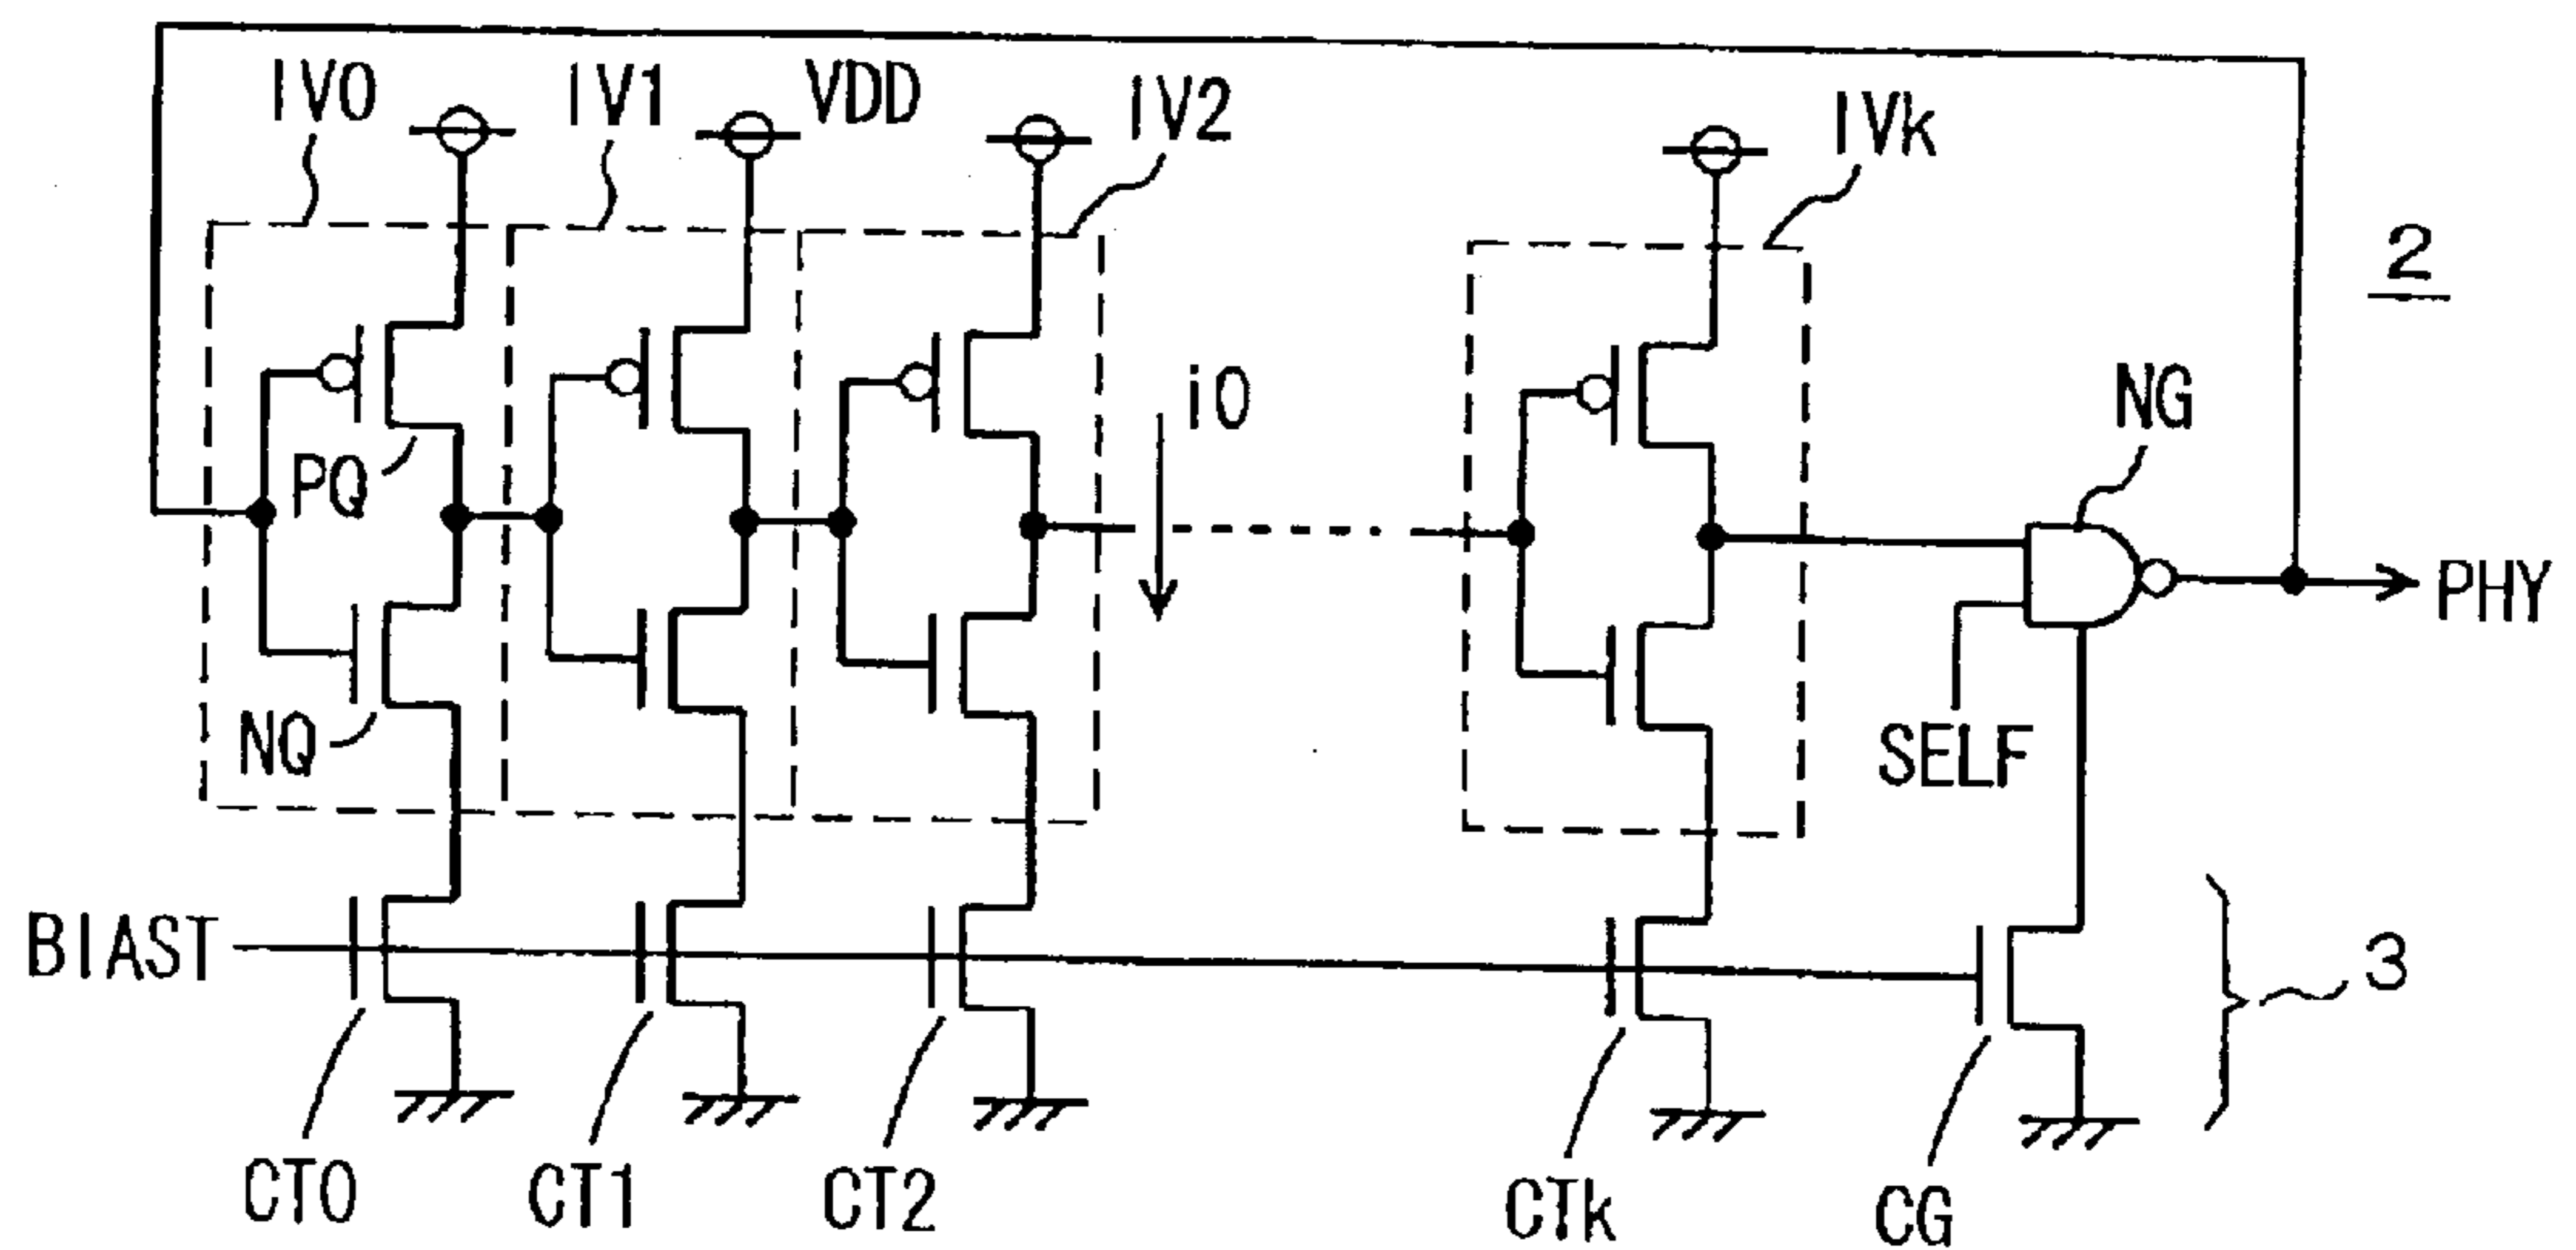 IV0
IV1
VDD
IV2
IVk
2
i0
NG
PQ
PHY
NQ
SELF
BIAST
3
CT0
CT1
CT2
CTk
CG